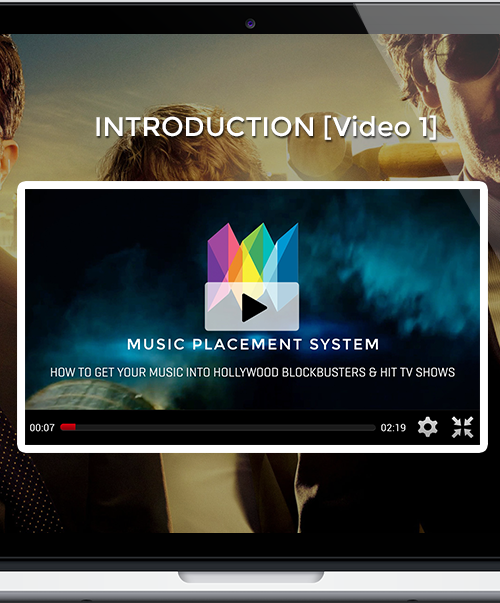 INTRODUCTION [Video 1]
MUSIC PLACEMENT SYSTEM
HOW TO GET YOUR MUSIC INTO HOLLYWOOD BLOCKBUSTERS & HIT TV SHOWS
00:07 02:19